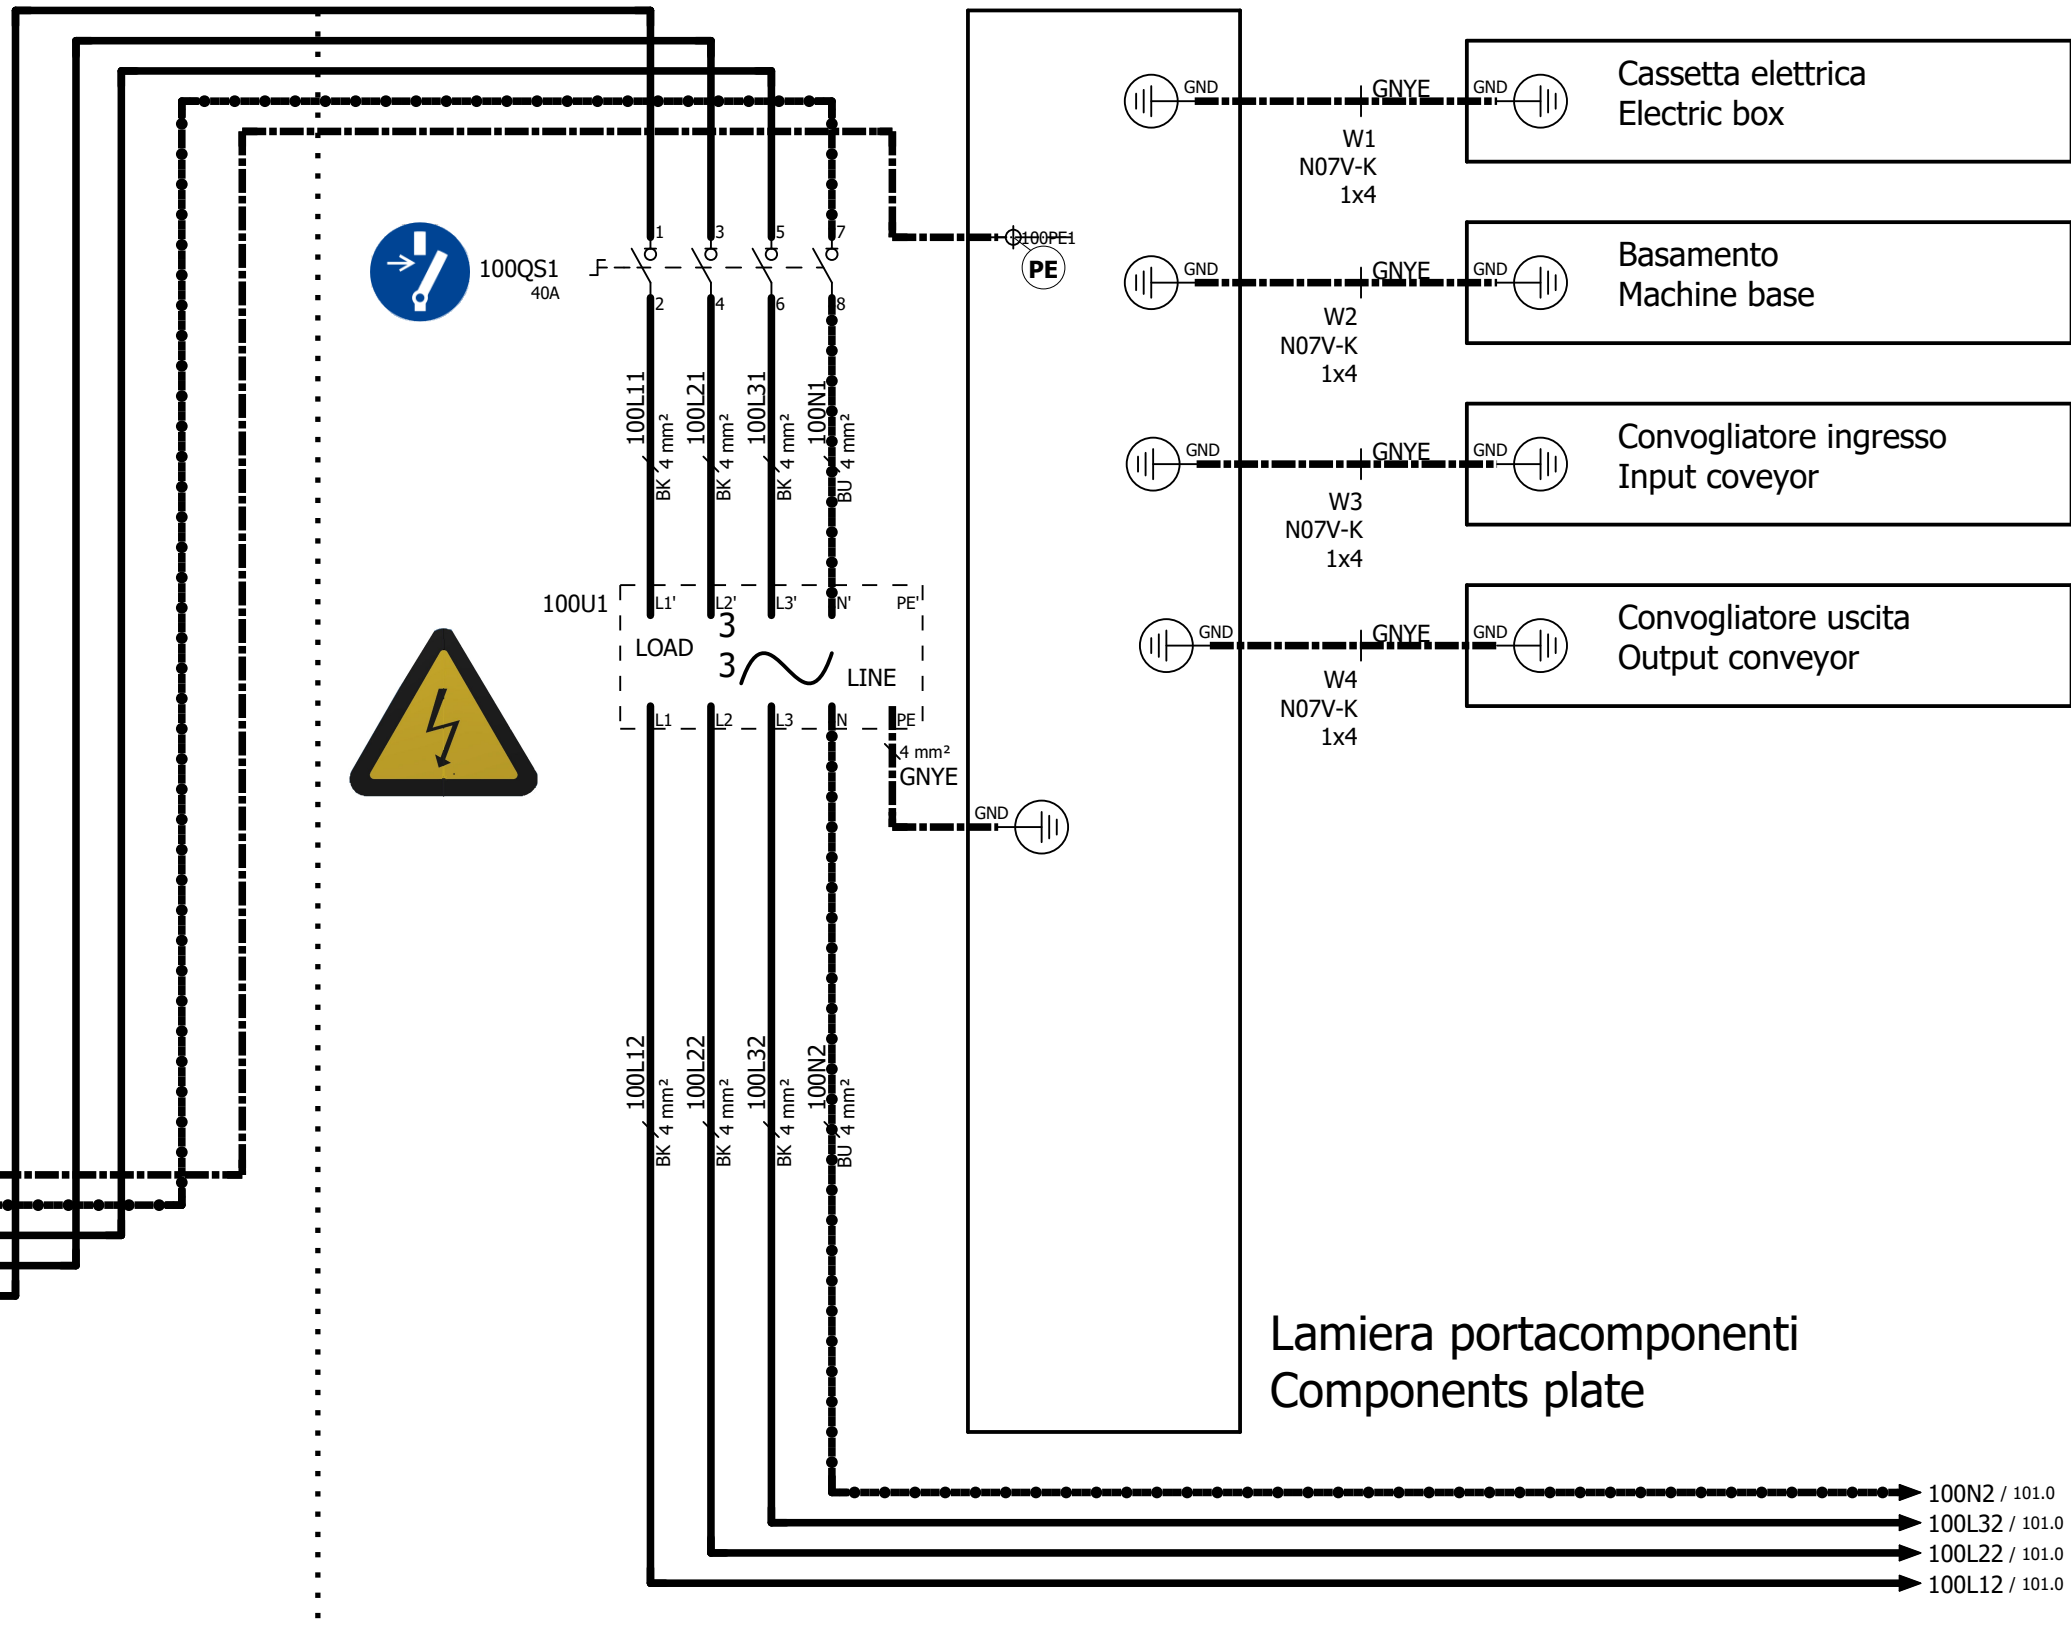 GND
GNYE
GND
W1
N07V-K
1x4
Cassetta elettrica
Electric box
100QS1
40A
1
3
5
7
2
4
6
8
100PE1
PE
GND
GNYE
GND
W2
N07V-K
1x4
Basamento
Machine base
100L11
BK 4 mm²
100L21
BK 4 mm²
100L31
BK 4 mm²
100N1
BU 4 mm²
GND
GNYE
GND
W3
N07V-K
1x4
Convogliatore ingresso
Input coveyor
100U1
L1'
L2'
L3'
N'
PE'
3
LOAD
3
LINE
L1
L2
L3
N
PE
4 mm²
GNYE
GND
GND
GNYE
GND
W4
N07V-K
1x4
Convogliatore uscita
Output conveyor
100L12
BK 4 mm²
100L22
BK 4 mm²
100L32
BK 4 mm²
100N2
BU 4 mm²
Lamiera portacomponenti
Components plate
100N2 / 101.0
100L32 / 101.0
100L22 / 101.0
100L12 / 101.0